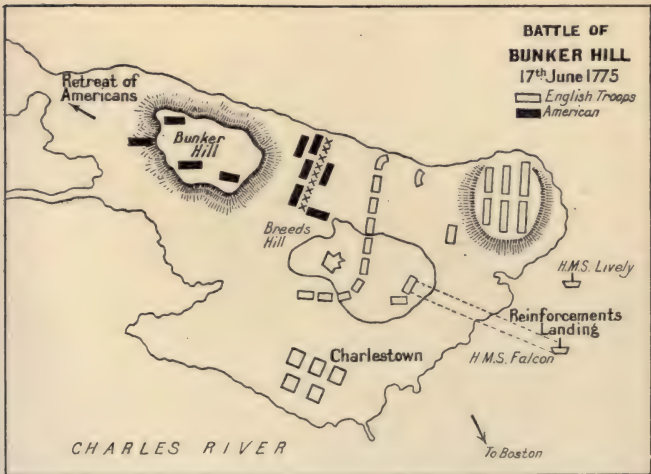 BATTLE OF
BUNKER HILL
17th June 1775
English Troops
American
Retreat of
Americans
Bunker
Hill
Breeds
Hill
H.M.S. Lively
Reinforcements
Landing
H.M.S. Falcon
Charlestown
CHARLES RIVER
To Boston